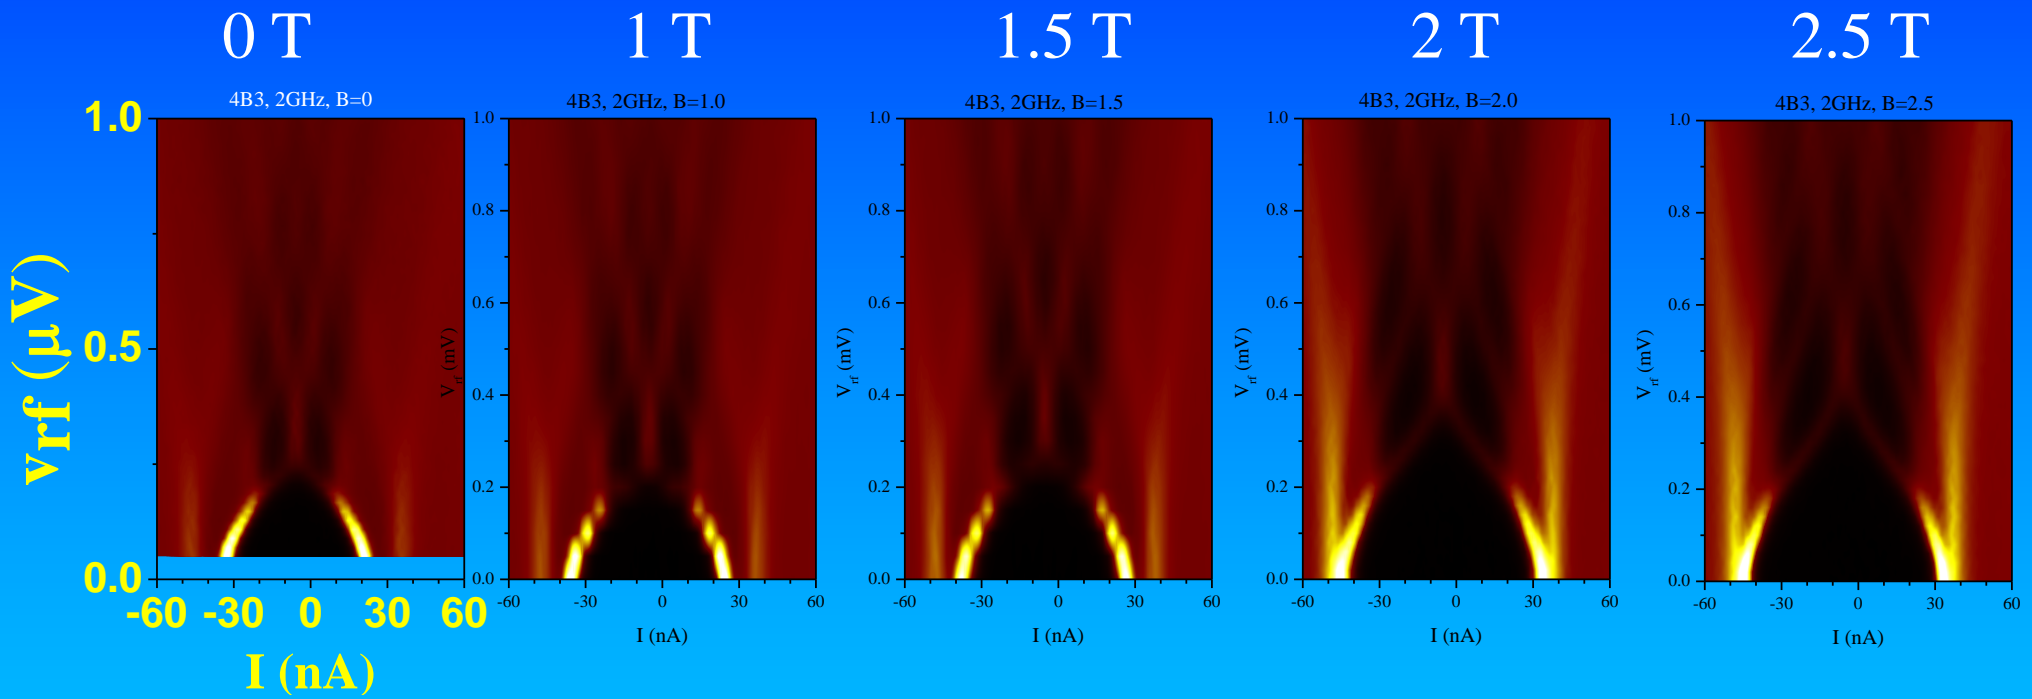 0 T
1 T
1.5 T
2 T
2.5 T
4B3, 2GHz, B=0
4B3, 2GHz, B=1.0
4B3, 2GHz, B=1.5
4B3, 2GHz, B=2.0
4B3, 2GHz, B=2.5
vrf (μV)
1.0
0.5
0.0
-60 -30 0 30 60
I (nA)
Vrf (mV)
1.0
0.8
0.6
0.4
0.2
0.0
-60 -30 0 30 60
I (nA)
Vrf (mV)
1.0
0.8
0.6
0.4
0.2
0.0
-60 -30 0 30 60
I (nA)
Vrf (mV)
1.0
0.8
0.6
0.4
0.2
0.0
-60 -30 0 30 60
I (nA)
Vrf (mV)
1.0
0.8
0.6
0.4
0.2
0.0
-60 -30 0 30 60
I (nA)